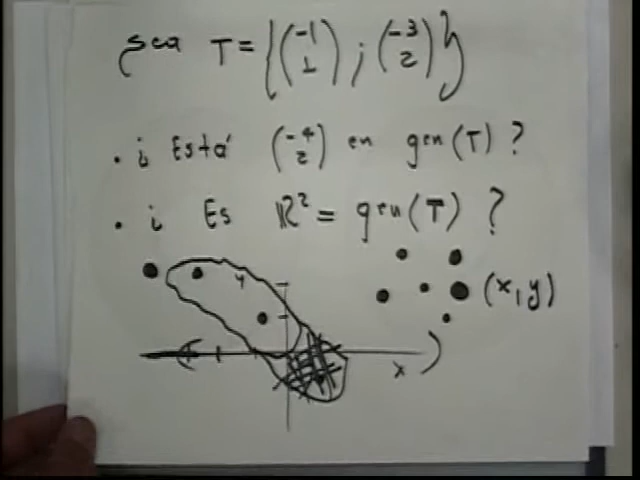 sea T = {(-1 1) ; (-3 2)}
. ¿ Está (-4 2) en gen(T) ?
. ¿ Es ℝ² = gen(T) ?
y
(x,y)
x